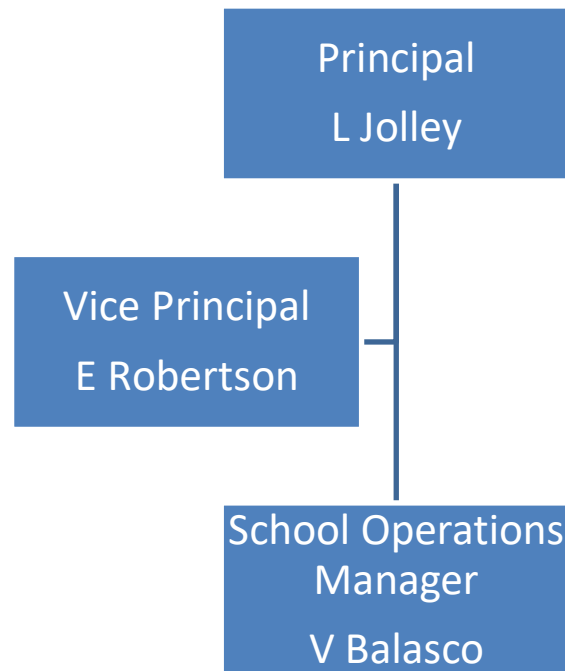 Principal
L Jolley
Vice Principal
E Robertson
School Operations
Manager
V Balasco